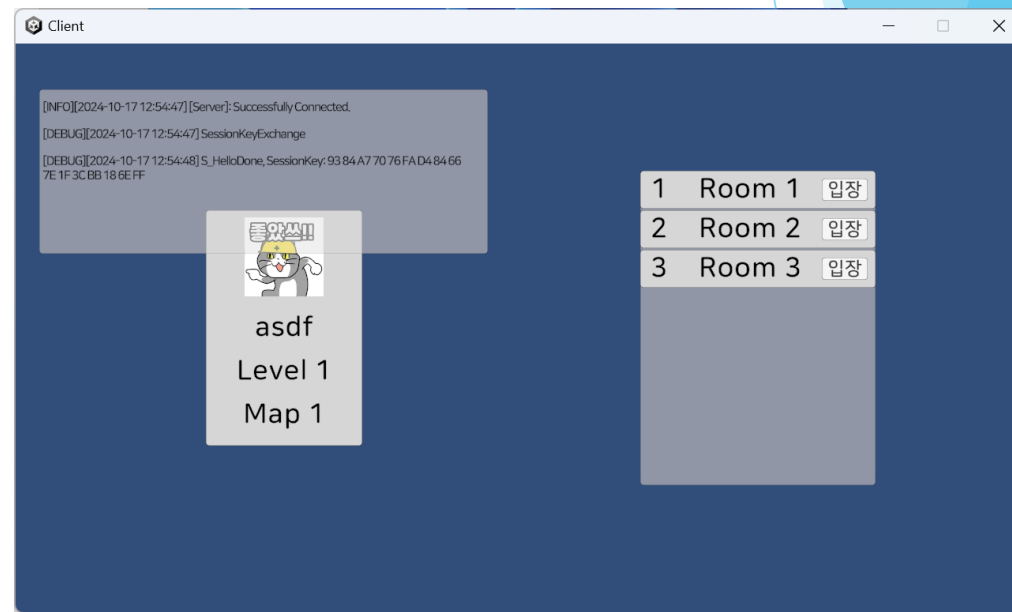 Client
[INFO][2024-10-17 12:54:47] [Server]: Successfully Connected.
[DEBUG][2024-10-17 12:54:47] SessionKeyExchange
[DEBUG][2024-10-17 12:54:48] S_HelloDone, SessionKey: 93 84 A7 70 76 FA D4 84 66
7E 1F 3C BB 18 6E FF
좋았쓰!!
asdf
Level 1
Map 1
1 Room 1 입장
2 Room 2 입장
3 Room 3 입장